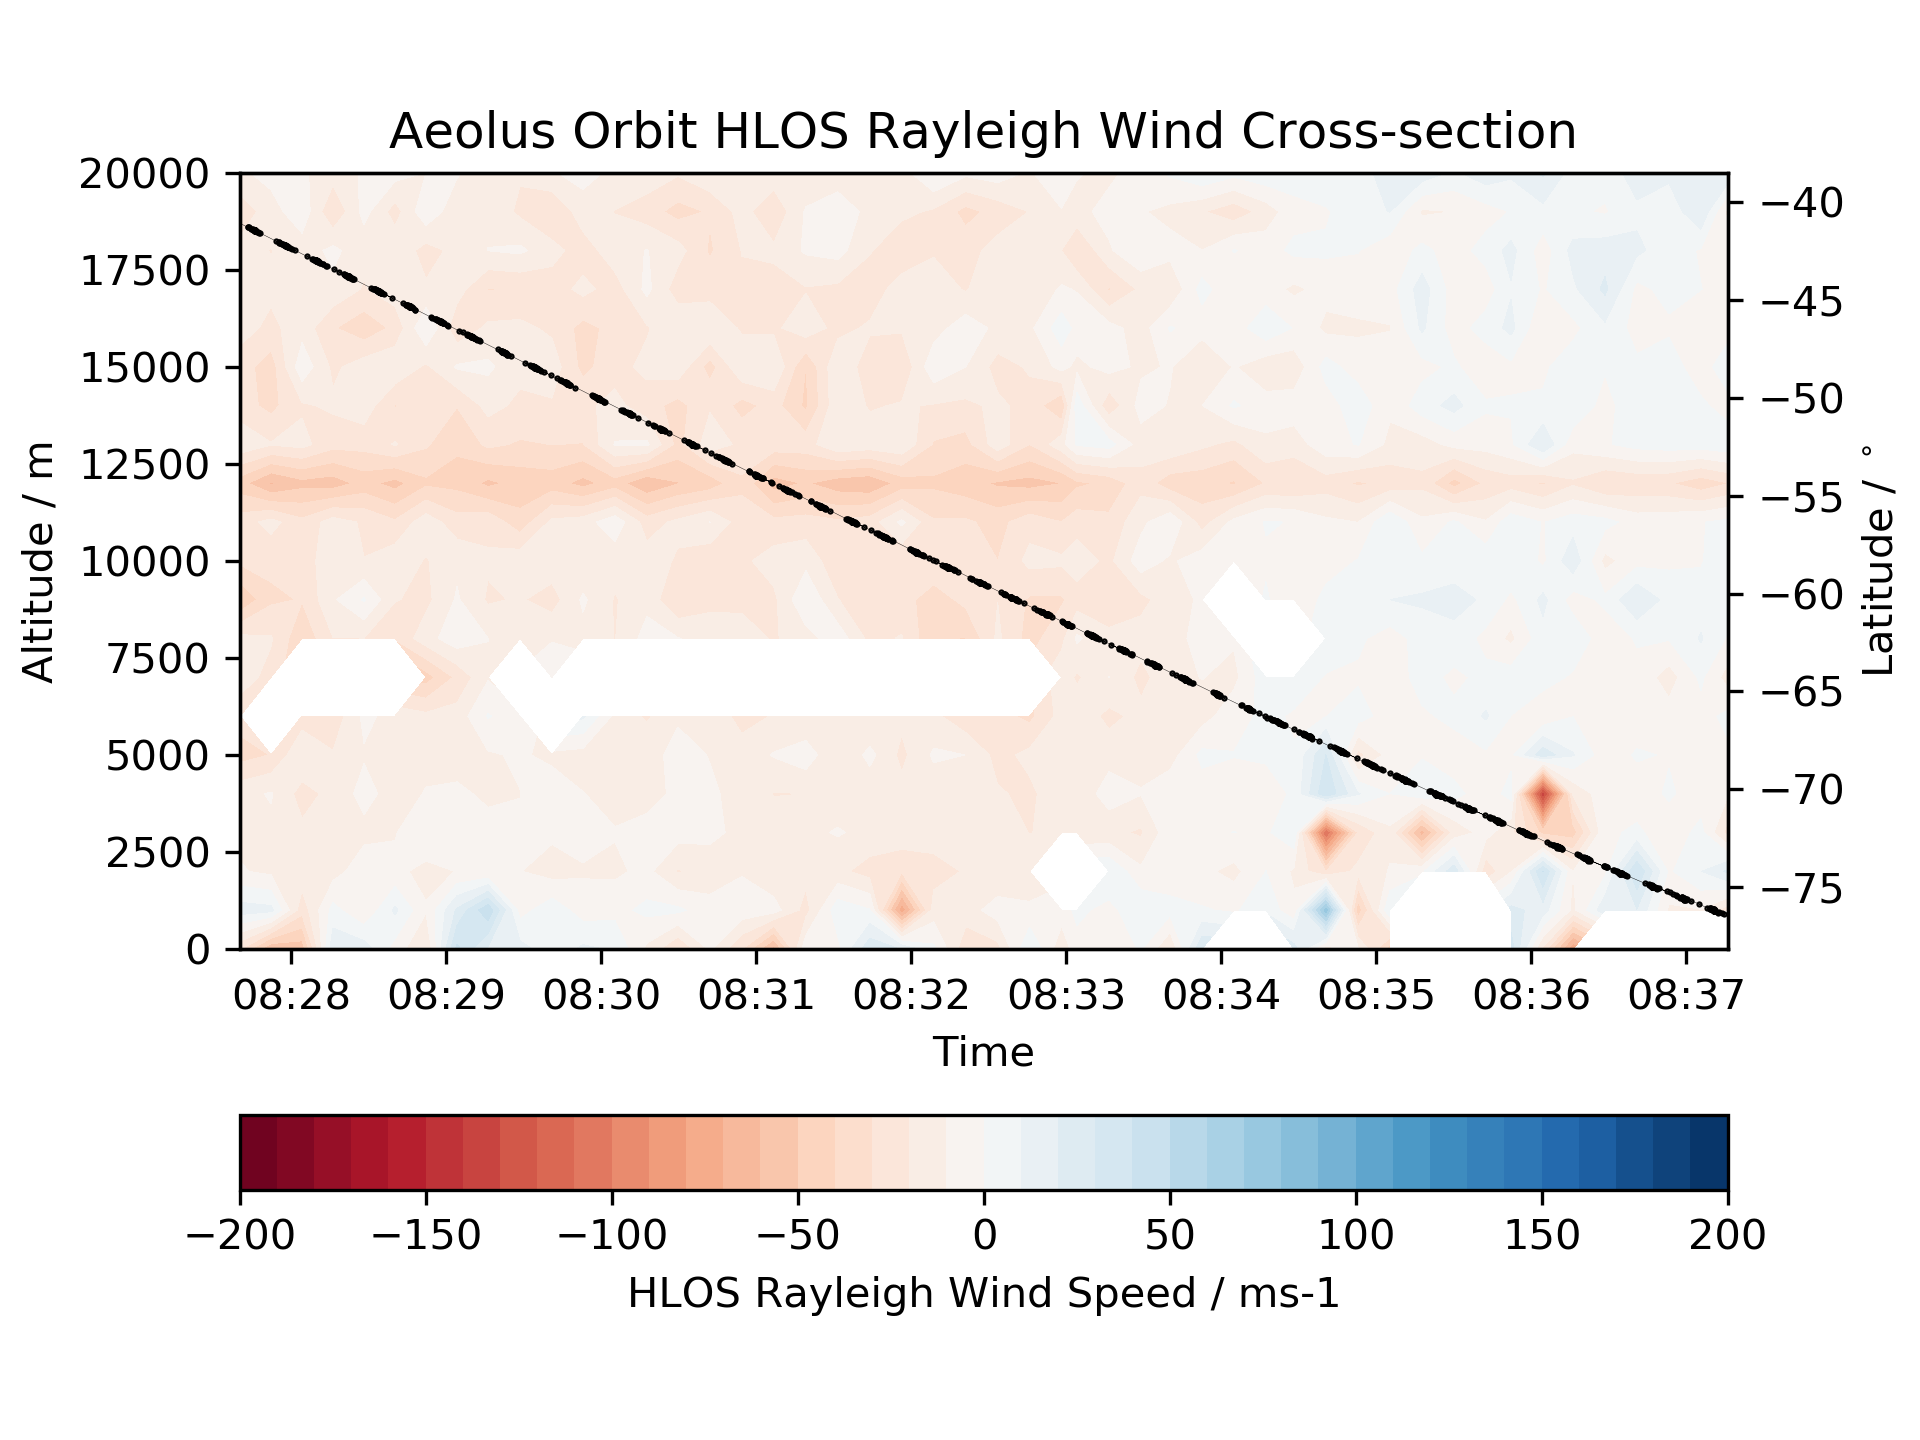 Aeolus Orbit HLOS Rayleigh Wind Cross-section
20000
17500
15000
12500
10000
7500
5000
2500
0
Altitude / m
−40
−45
−50
−55
−60
−65
−70
−75
Latitude / °
08:28 08:29 08:30 08:31 08:32 08:33 08:34 08:35 08:36 08:37
Time
−200 −150 −100 −50 0 50 100 150 200
HLOS Rayleigh Wind Speed / ms-1